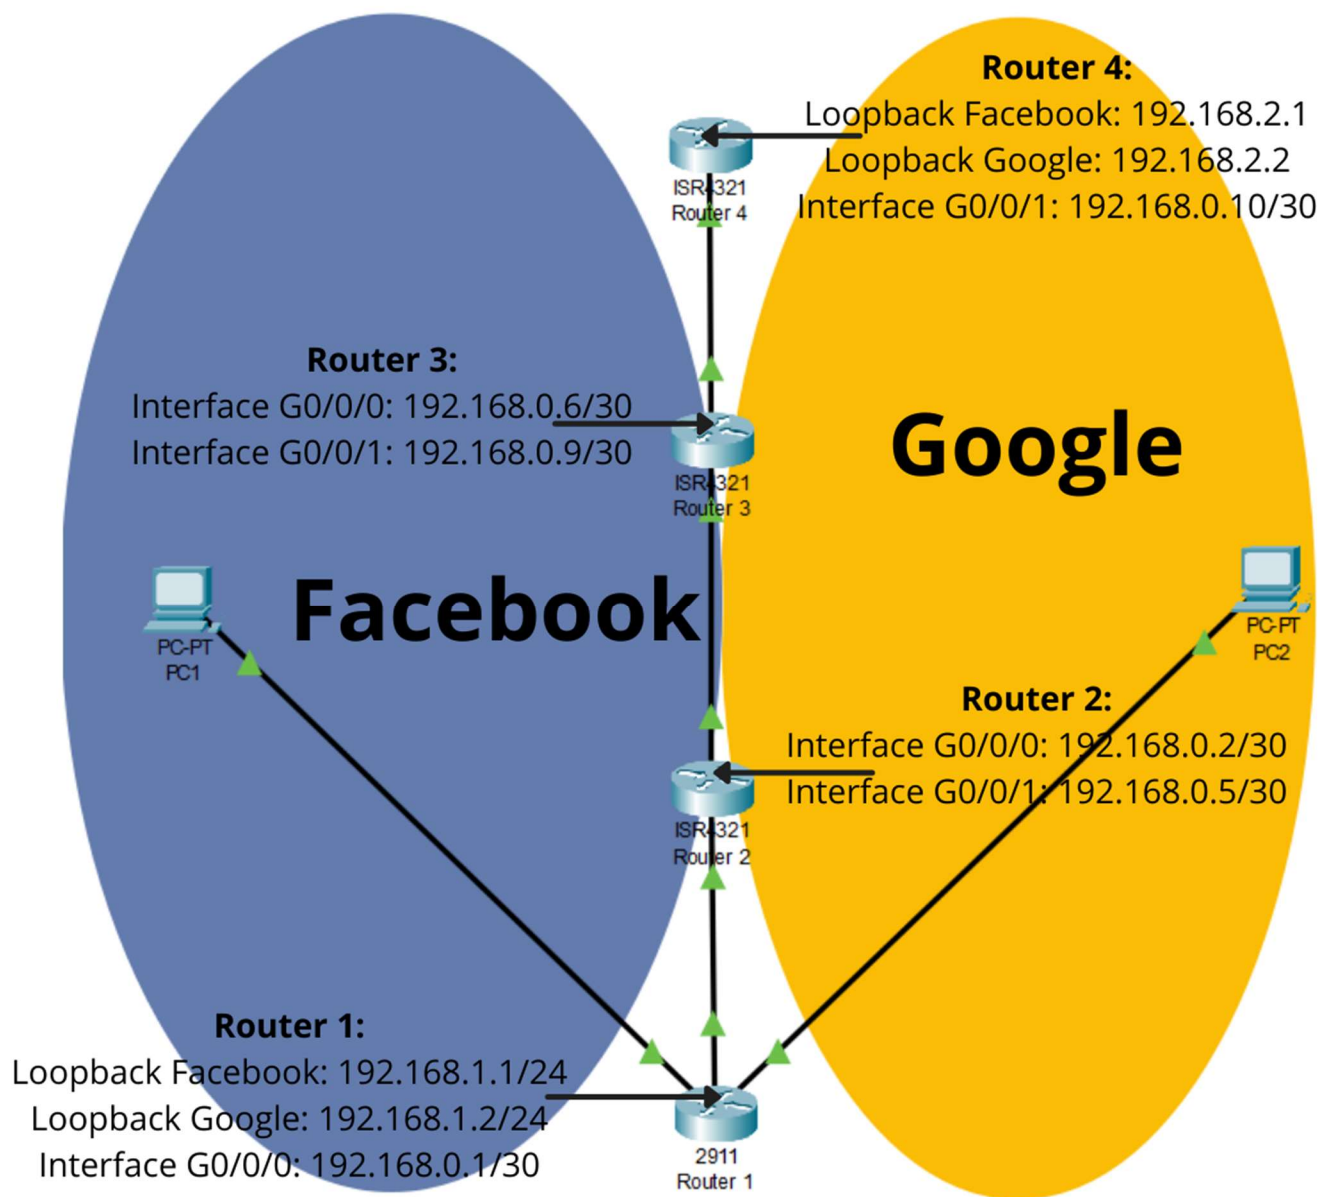 Router 4:
Loopback Facebook: 192.168.2.1
Loopback Google: 192.168.2.2
Interface G0/0/1: 192.168.0.10/30
ISR4321
Router 4
Router 3:
Interface G0/0/0: 192.168.0.6/30
Interface G0/0/1: 192.168.0.9/30
ISR4321
Router 3
Google
Facebook
PC-PT
PC1
PC-PT
PC2
Router 2:
Interface G0/0/0: 192.168.0.2/30
Interface G0/0/1: 192.168.0.5/30
ISR4321
Router 2
Router 1:
Loopback Facebook: 192.168.1.1/24
Loopback Google: 192.168.1.2/24
Interface G0/0/0: 192.168.0.1/30
2911
Router 1